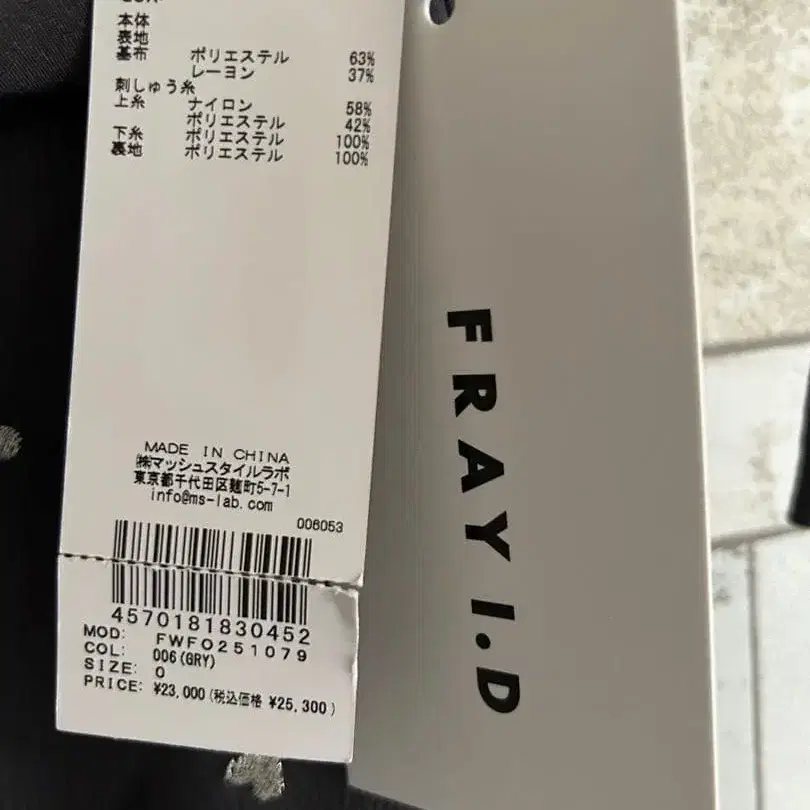 本体
表地
基布 ポリエステル 63%
レーヨン 37%
刺しゅう糸
上糸 ナイロン 58%
ポリエステル 42%
下糸 ポリエステル 100%
裏地 ポリエステル 100%
MADE IN CHINA
㈱マッシュスタイルラボ
東京都千代田区麹町5-7-1
info@ms-lab.com
006053
4570181830452
MOD: FWFO251079
COL: 006(GRY)
SIZE: 0
PRICE: ¥23,000(税込価格 ¥25,300)
FRAY I.D